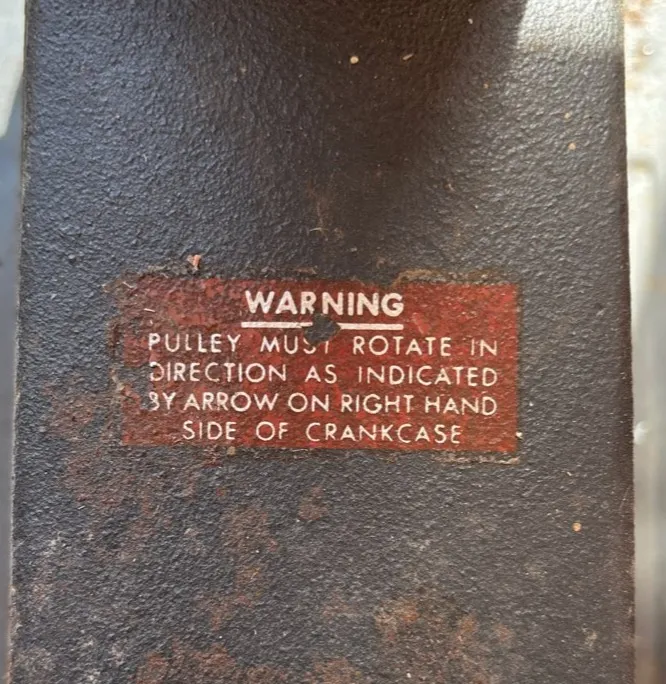 WARNING
PULLEY MUST ROTATE IN
DIRECTION AS INDICATED
BY ARROW ON RIGHT HAND
SIDE OF CRANKCASE